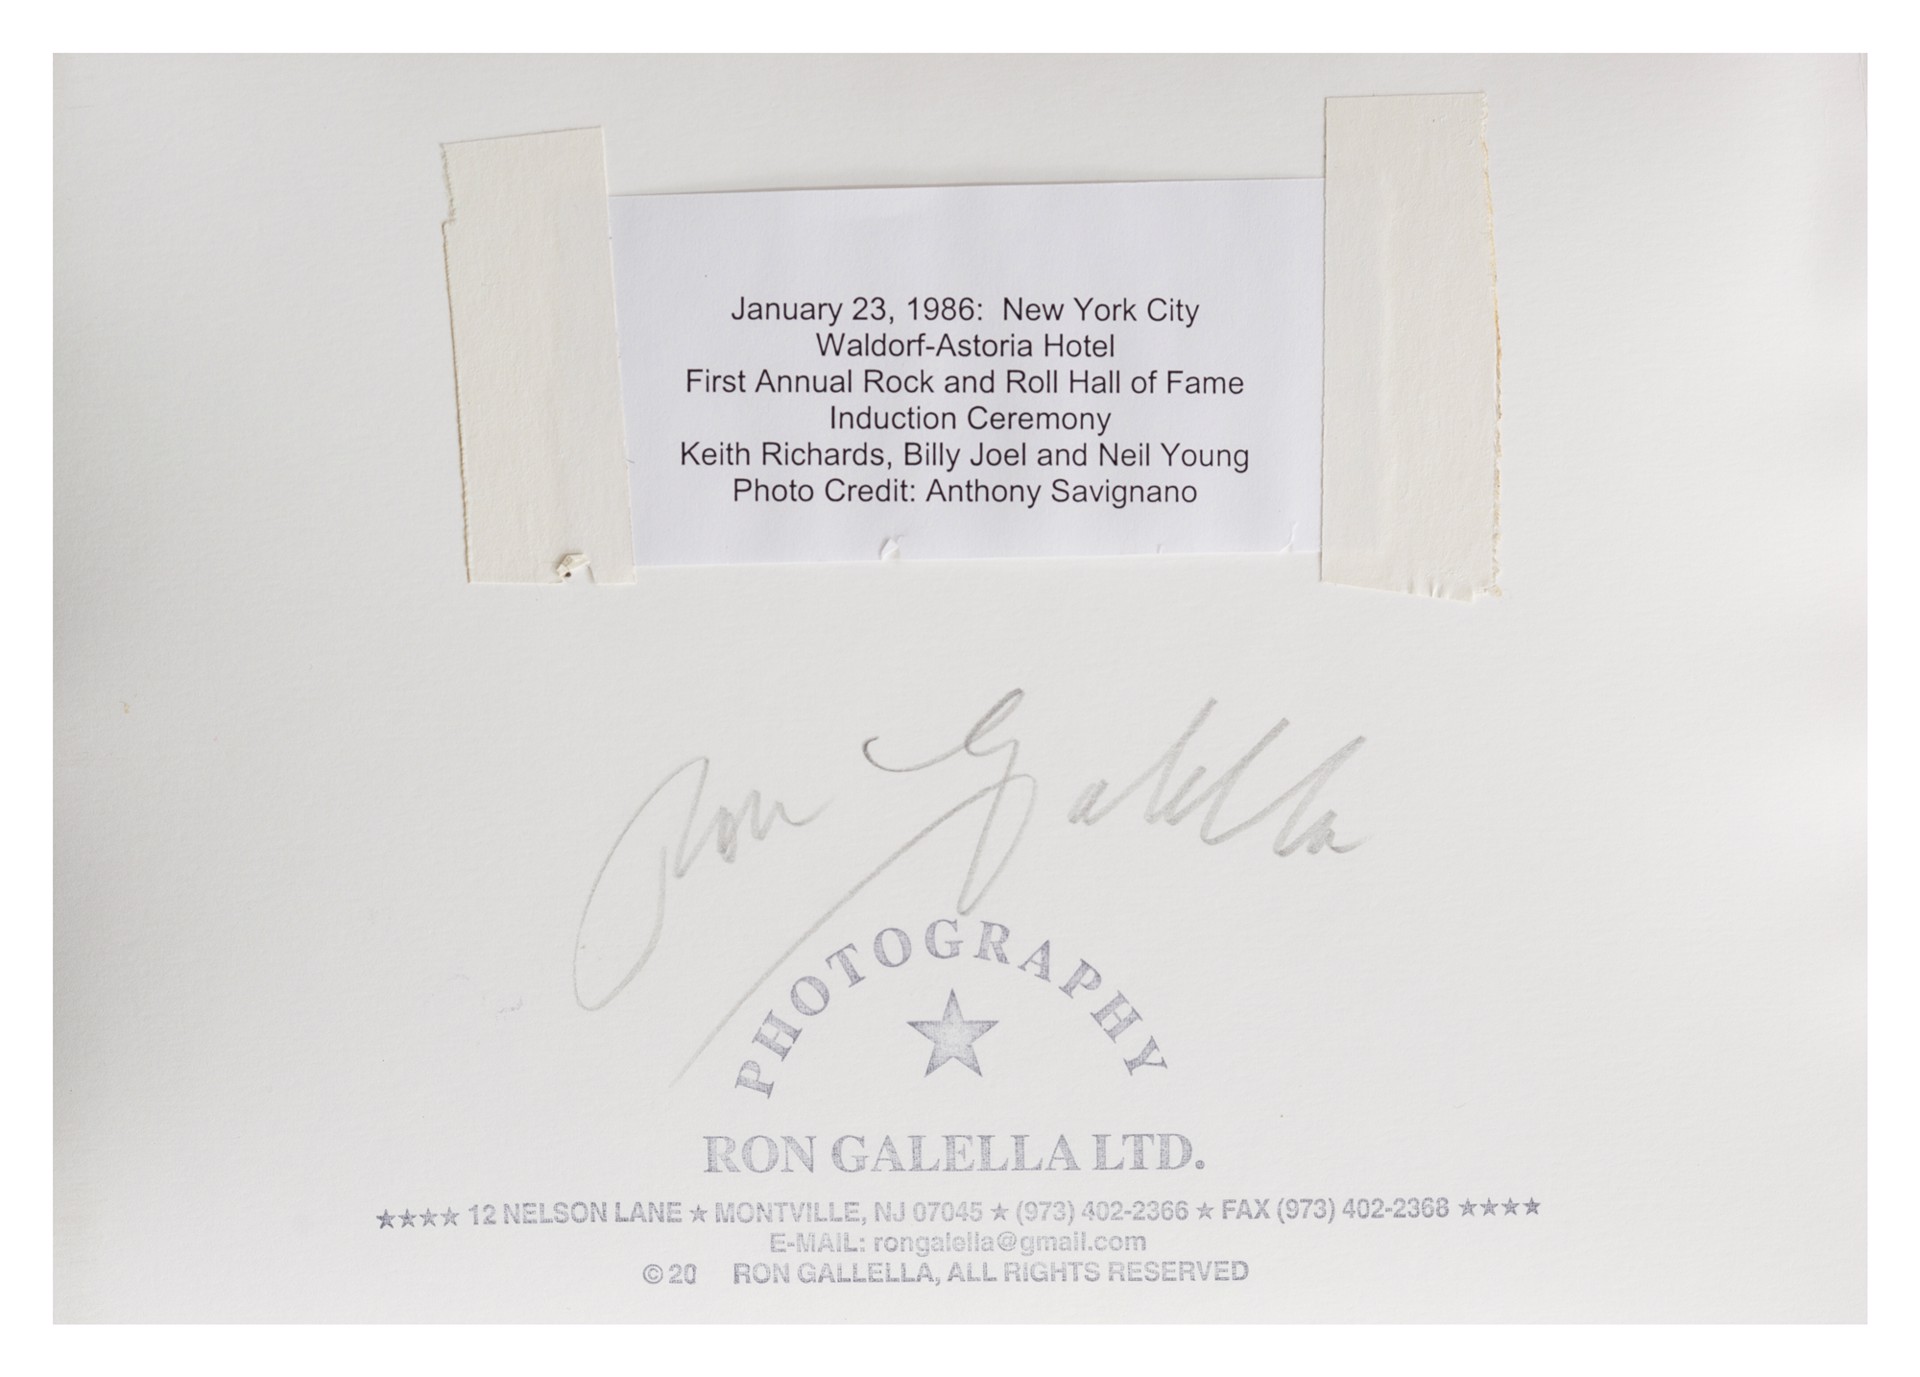 January 23, 1986: New York City
Waldorf-Astoria Hotel
First Annual Rock and Roll Hall of Fame
Induction Ceremony
Keith Richards, Billy Joel and Neil Young
Photo Credit: Anthony Savignano
Ron Galella
PHOTOGRAPHY
★
RON GALELLA LTD.
★★★★ 12 NELSON LANE ★ MONTVILLE, NJ 07045 ★ (973) 402-2366 ★ FAX (973) 402-2368 ★★★★
E-MAIL: rongalella@gmail.com
© 20 RON GALLELLA, ALL RIGHTS RESERVED